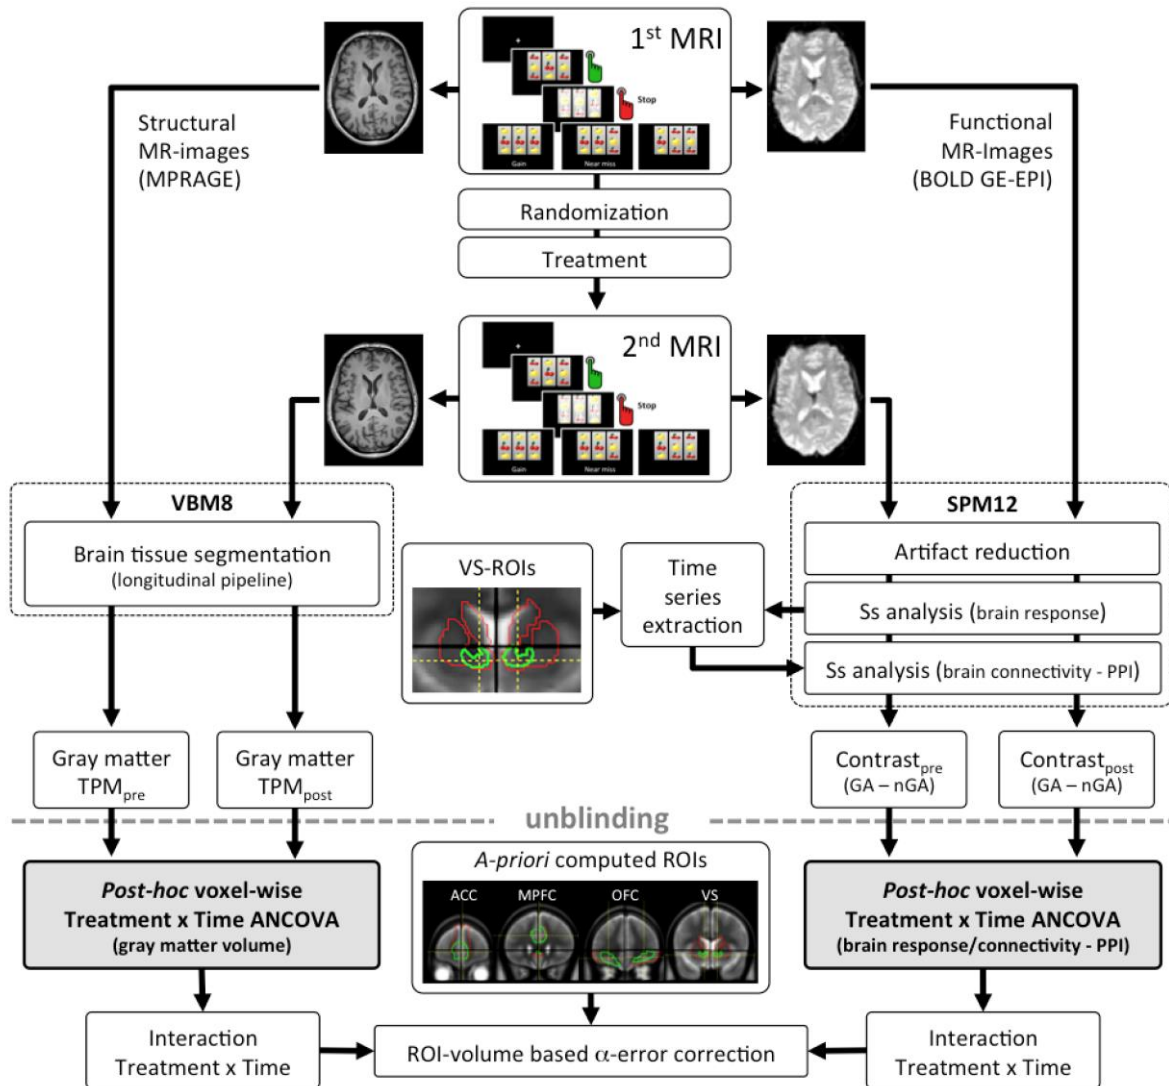 1st MRI
Stop
Gain
Near miss
Structural
MR-images
(MPRAGE)
Functional
MR-Images
(BOLD GE-EPI)
Randomization
Treatment
2nd MRI
Stop
Gain
Near miss
VBM8
Brain tissue segmentation
(longitudinal pipeline)
VS-ROIs
Time
series
extraction
SPM12
Artifact reduction
Ss analysis (brain response)
Ss analysis (brain connectivity - PPI)
Gray matter
TPMpre
Gray matter
TPMpost
Contrastpre
(GA – nGA)
Contrastpost
(GA – nGA)
unblinding
Post-hoc voxel-wise
Treatment x Time ANCOVA
(gray matter volume)
A-priori computed ROIs
ACC
MPFC
OFC
VS
Post-hoc voxel-wise
Treatment x Time ANCOVA
(brain response/connectivity - PPI)
Interaction
Treatment x Time
ROI-volume based α-error correction
Interaction
Treatment x Time